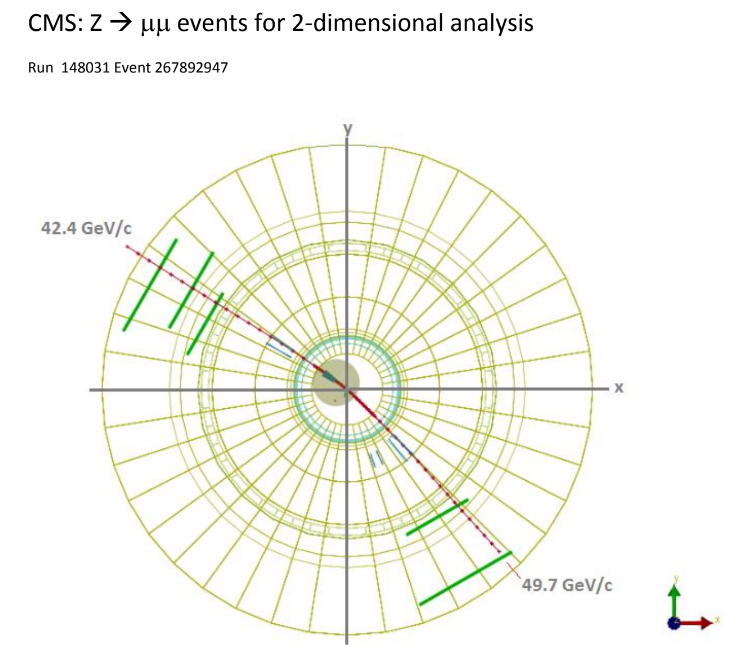 CMS: Z → μμ events for 2-dimensional analysis
Run 148031 Event 267892947
y
42.4 GeV/c
x
49.7 GeV/c
y
x